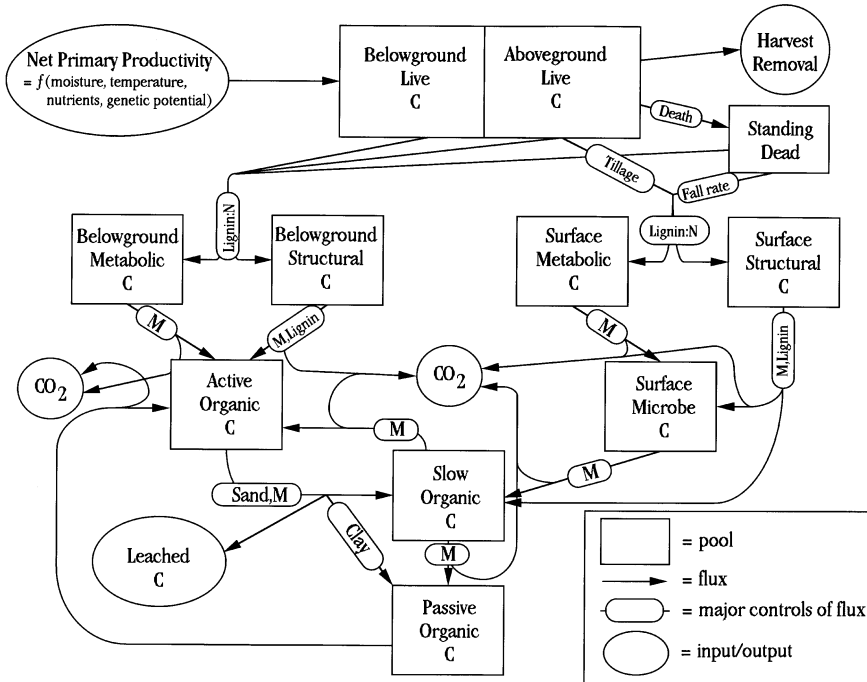 Net Primary Productivity
= f(moisture, temperature,
nutrients, genetic potential)
Belowground
Live
C
Aboveground
Live
C
Harvest
Removal
Death
Standing
Dead
Tillage
Fall rate
Lignin:N
Lignin:N
Belowground
Metabolic
C
Belowground
Structural
C
Surface
Metabolic
C
Surface
Structural
C
M
M,Lignin
M
M,Lignin
CO2
Active
Organic
C
CO2
Surface
Microbe
C
M
Slow
Organic
C
M
Sand,M
Clay
Leached
C
M
Passive
Organic
C
= pool
= flux
= major controls of flux
= input/output